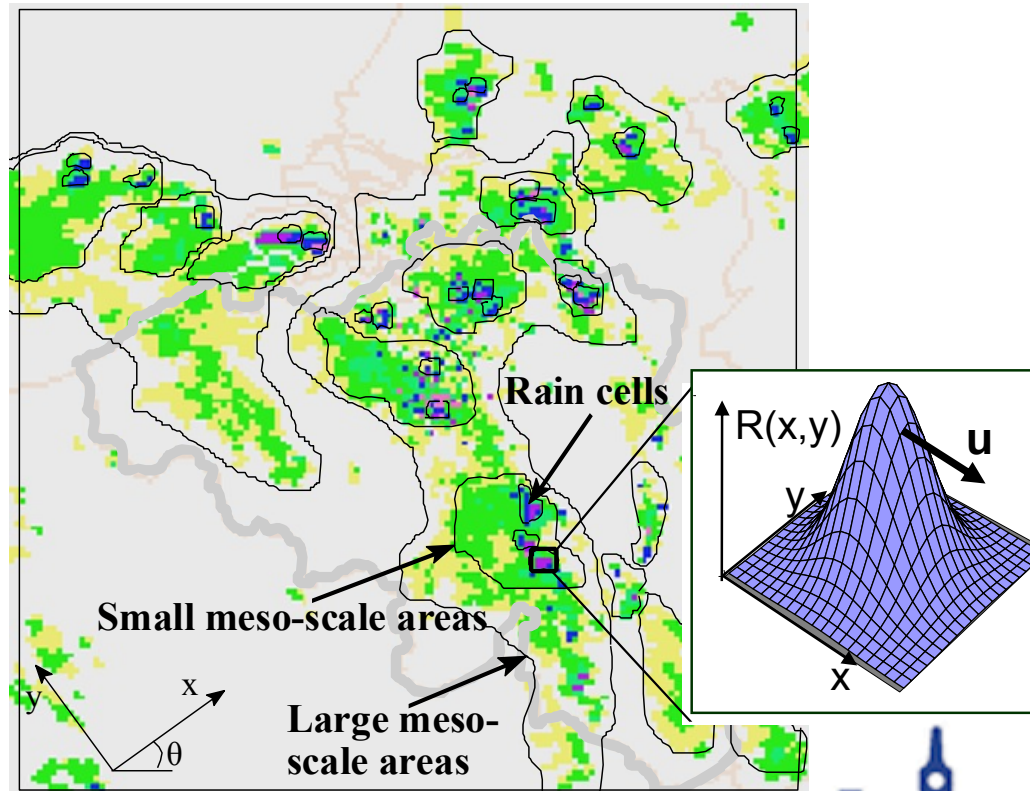 Rain cells
R(x,y)
u
y
x
Small meso-scale areas
Large meso-
scale areas
y
x
θ